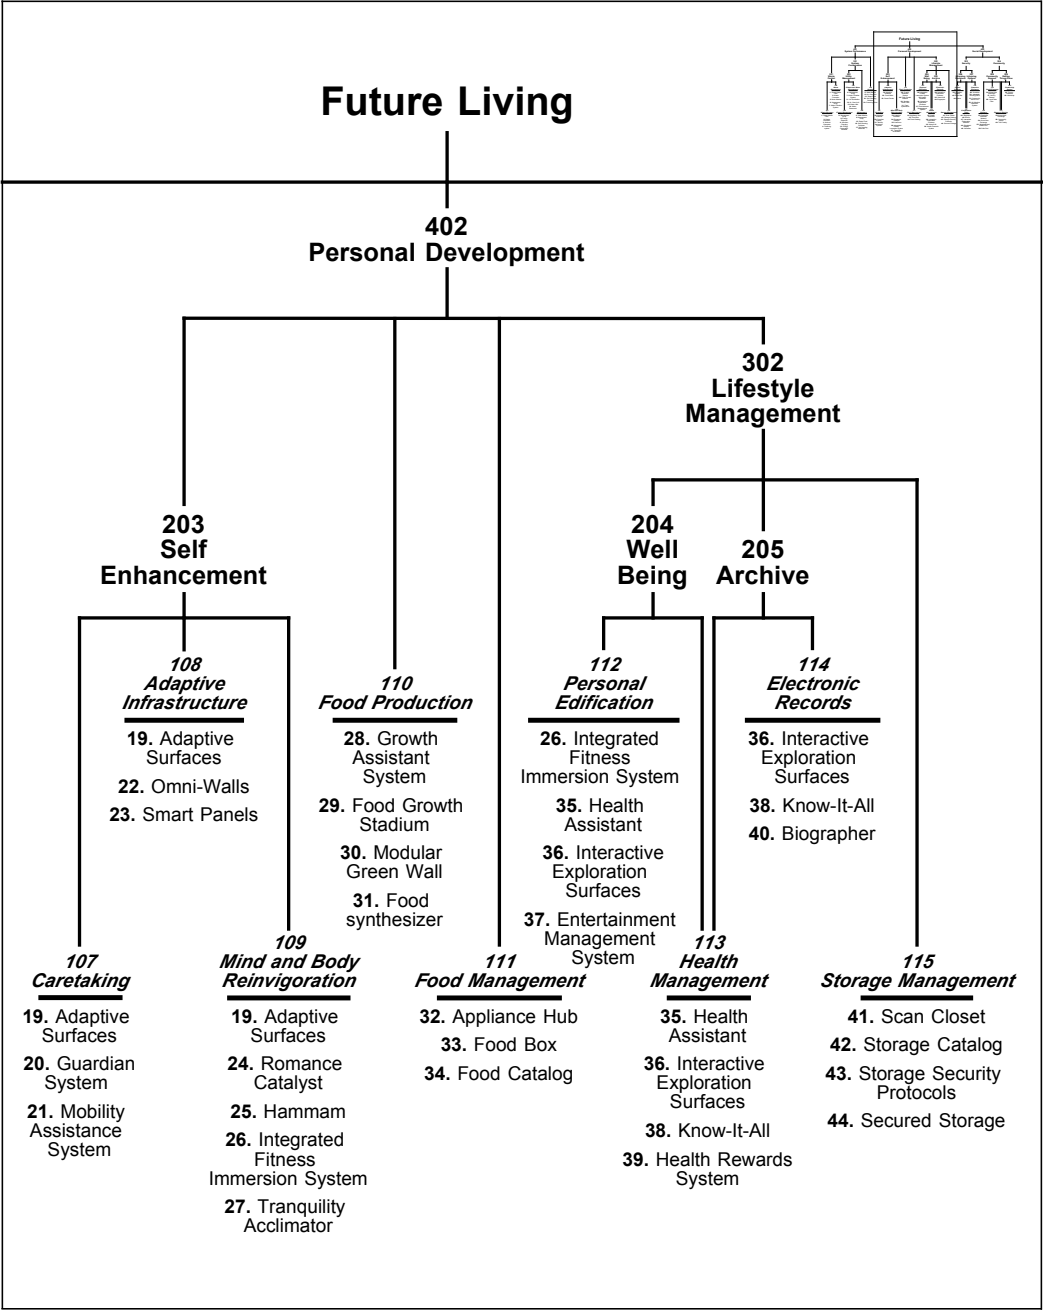 Future Living
Future Living
402
Personal Development
302
Lifestyle
Management
203
Self
Enhancement
204
Well
Being
205
Archive
108
Adaptive
Infrastructure
19. Adaptive
Surfaces
22. Omni-Walls
23. Smart Panels
110
Food Production
28. Growth
Assistant
System
29. Food Growth
Stadium
30. Modular
Green Wall
31. Food
synthesizer
112
Personal
Edification
26. Integrated
Fitness
Immersion System
35. Health
Assistant
36. Interactive
Exploration
Surfaces
37. Entertainment
Management
System
114
Electronic
Records
36. Interactive
Exploration
Surfaces
38. Know-It-All
40. Biographer
107
Caretaking
19. Adaptive
Surfaces
20. Guardian
System
21. Mobility
Assistance
System
109
Mind and Body
Reinvigoration
19. Adaptive
Surfaces
24. Romance
Catalyst
25. Hammam
26. Integrated
Fitness
Immersion System
27. Tranquility
Acclimator
111
Food Management
32. Appliance Hub
33. Food Box
34. Food Catalog
113
Health
Management
35. Health
Assistant
36. Interactive
Exploration
Surfaces
38. Know-It-All
39. Health Rewards
System
115
Storage Management
41. Scan Closet
42. Storage Catalog
43. Storage Security
Protocols
44. Secured Storage